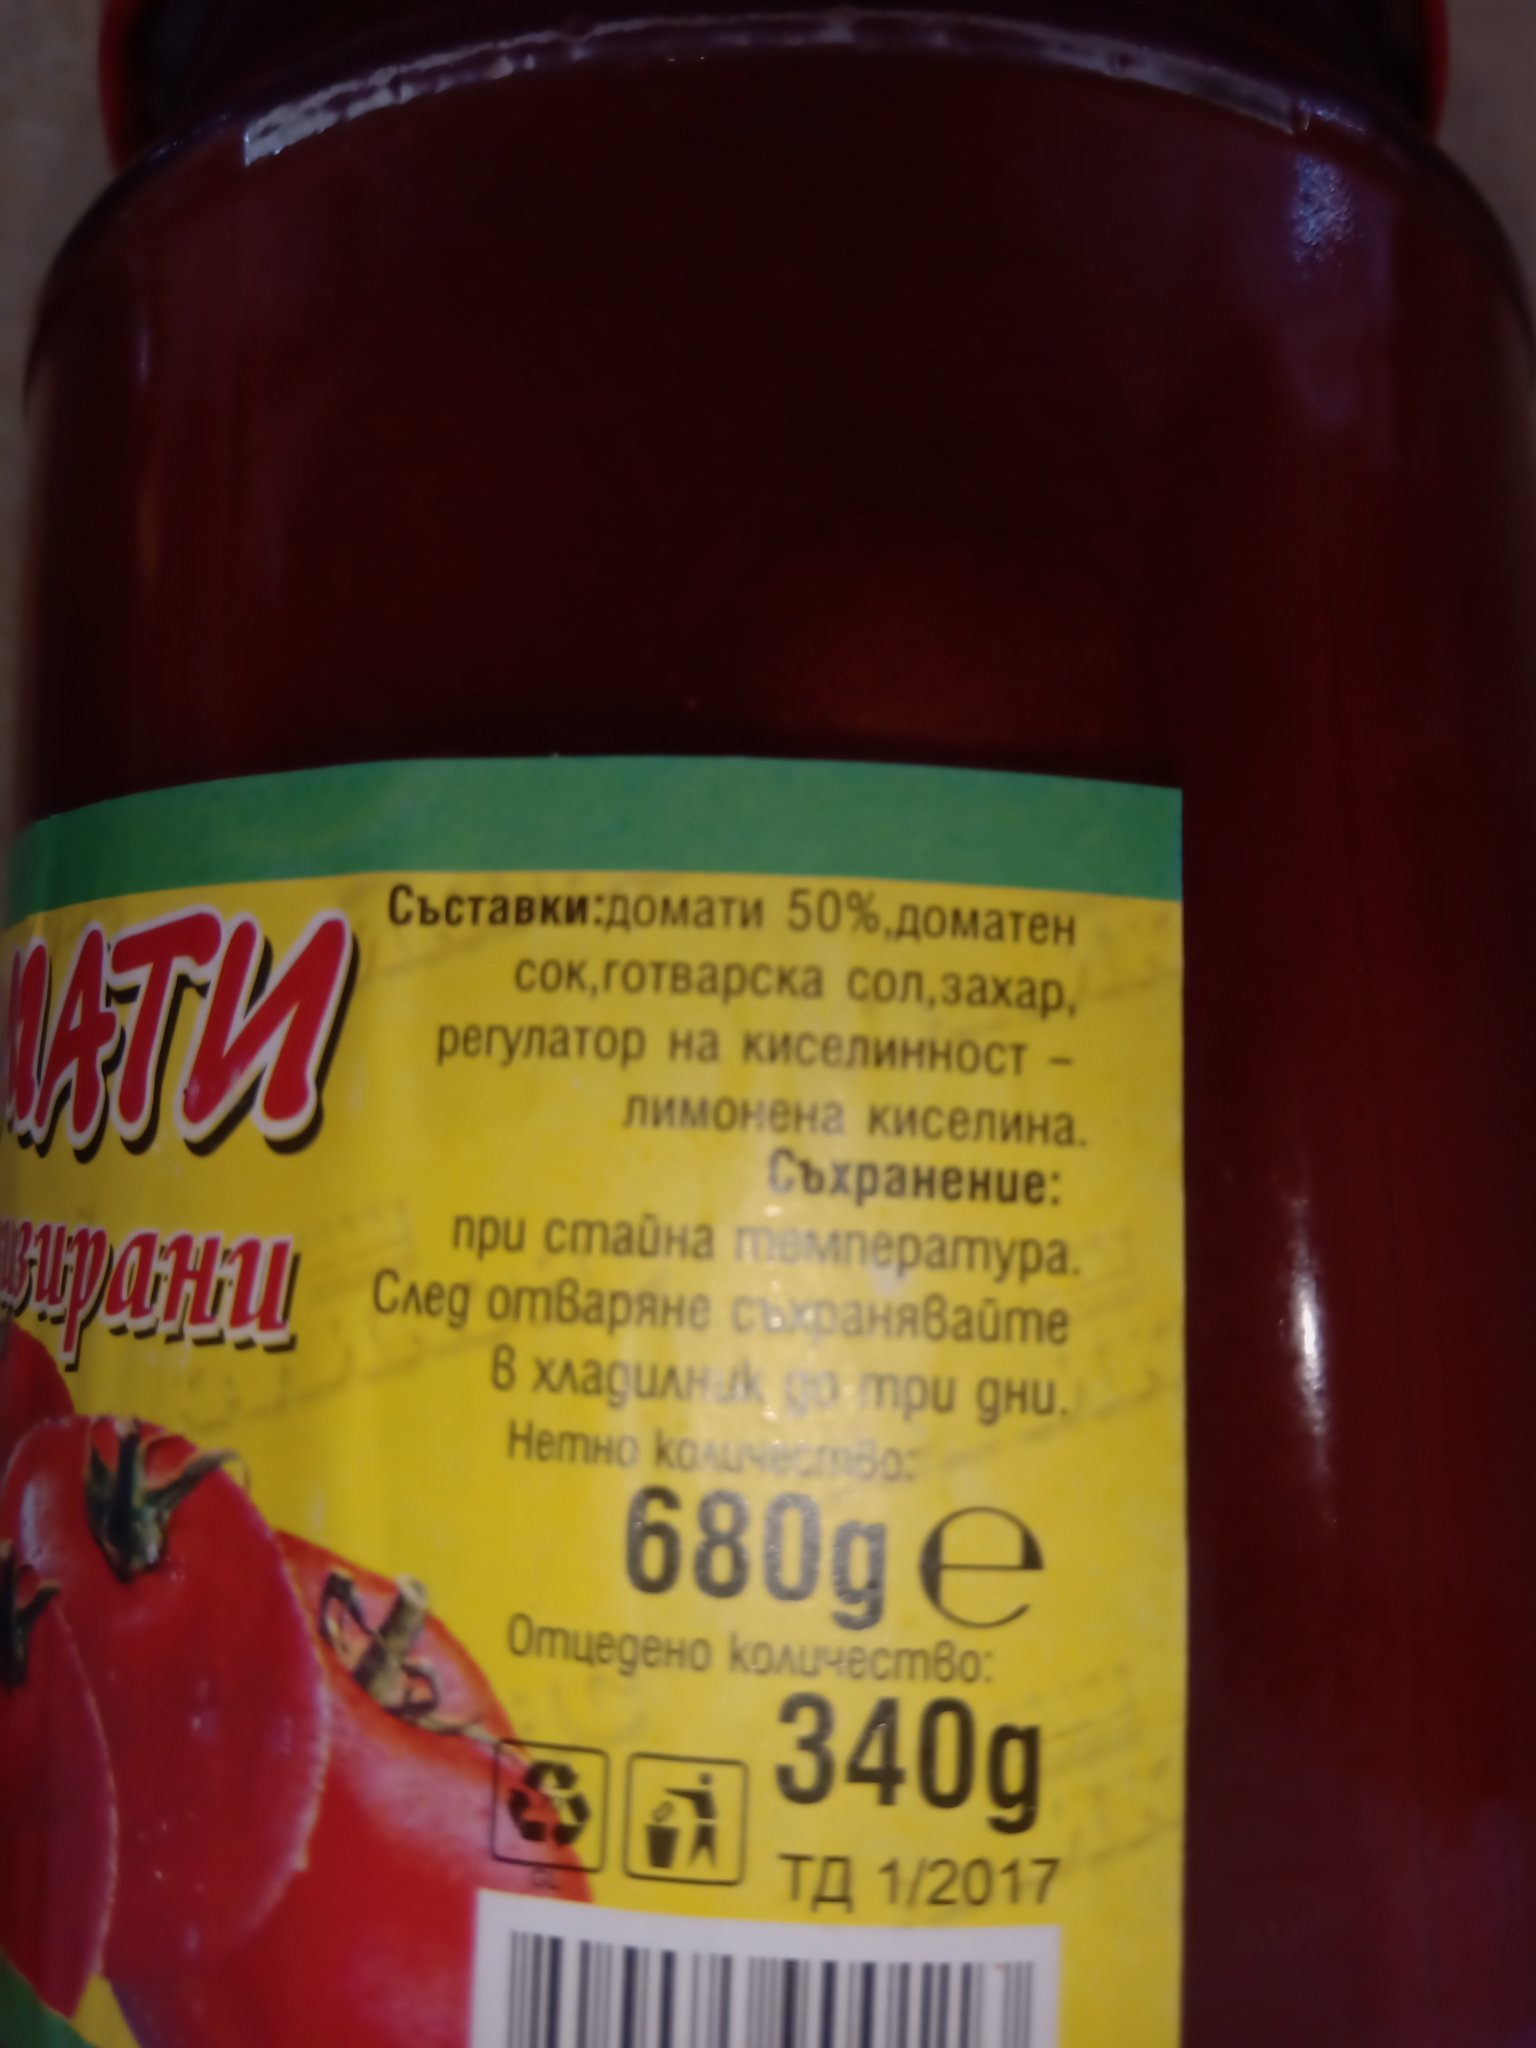 МАТИ
изирани
Съставки:домати 50%,доматен
сок,готварска сол,захар,
регулатор на киселинност –
лимонена киселина.
Съхранение:
при стайна температура.
След отваряне съхранявайте
в хладилник до три дни.
Нетно количество:
680g e
Отцедено количество:
340g
ТД 1/2017